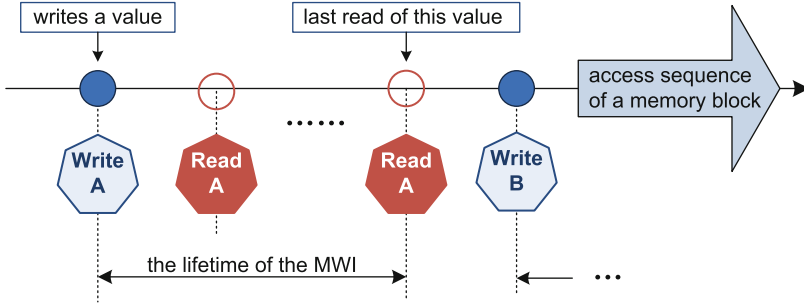 writes a value
last read of this value
access sequence
of a memory block
......
Write
A
Read
A
Read
A
Write
B
the lifetime of the MWI
...